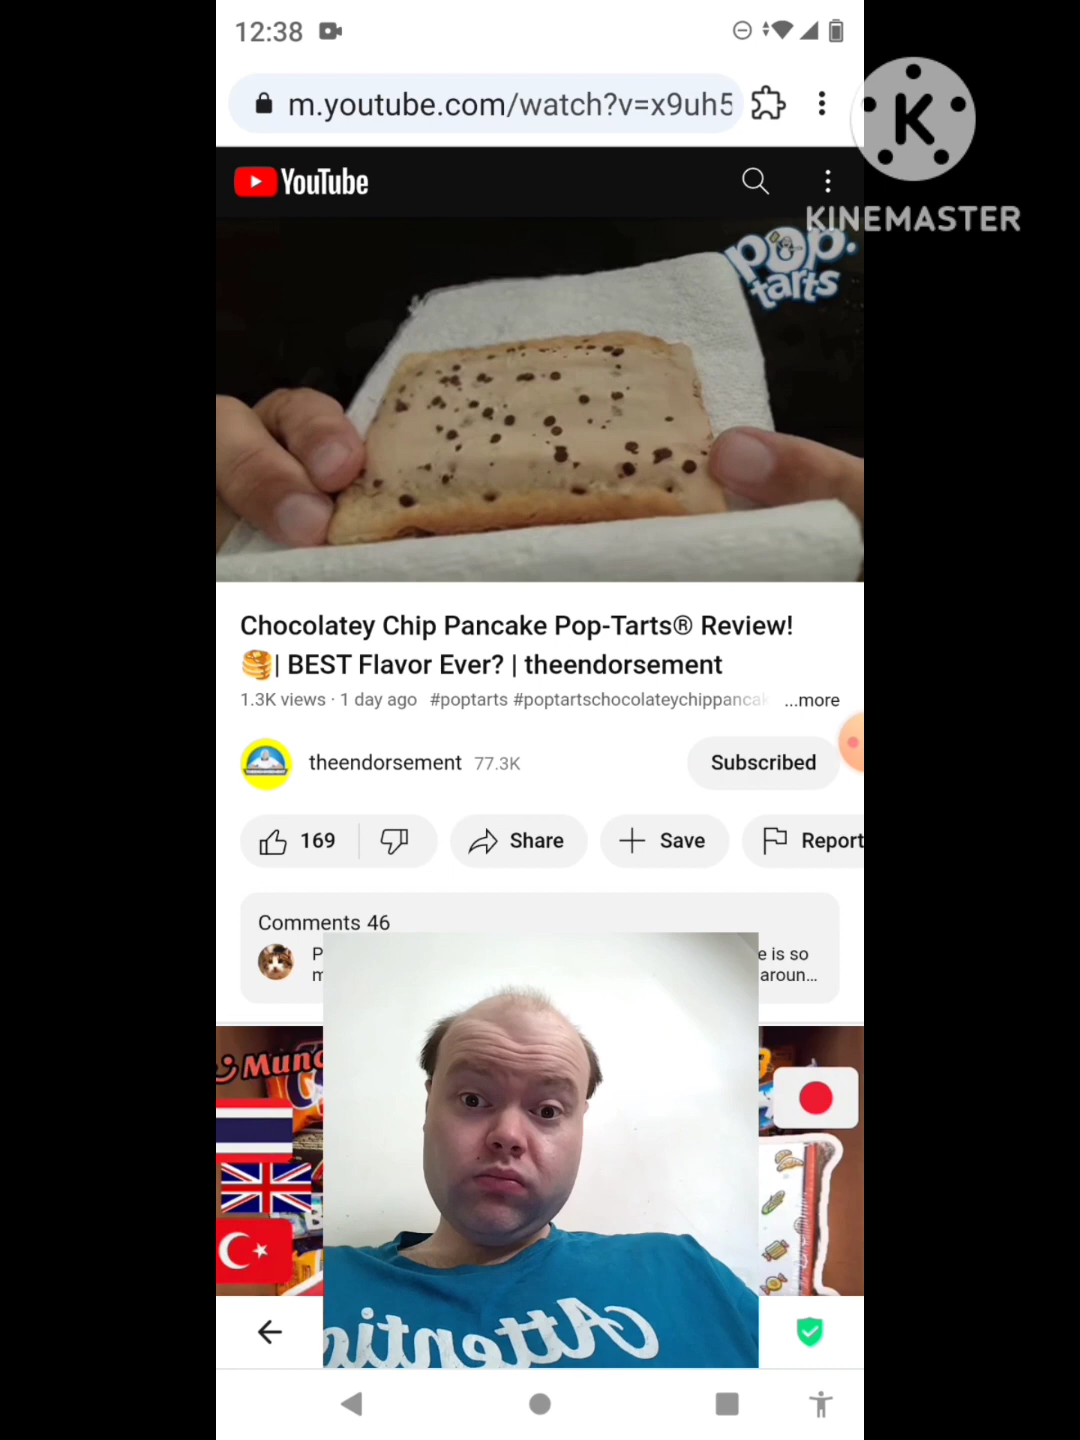 12:38
m.youtube.com/watch?v=x9uh5
K
KINEMASTER
YouTube
pop.
tarts
Chocolatey Chip Pancake Pop-Tarts® Review!
| BEST Flavor Ever? | theendorsement
1.3K views · 1 day ago #poptarts #poptartschocolateychippancak ...more
theendorsement 77.3K
Subscribed
169
Share
Save
Report
Comments 46
P
e is so
m
aroun...
Attentio